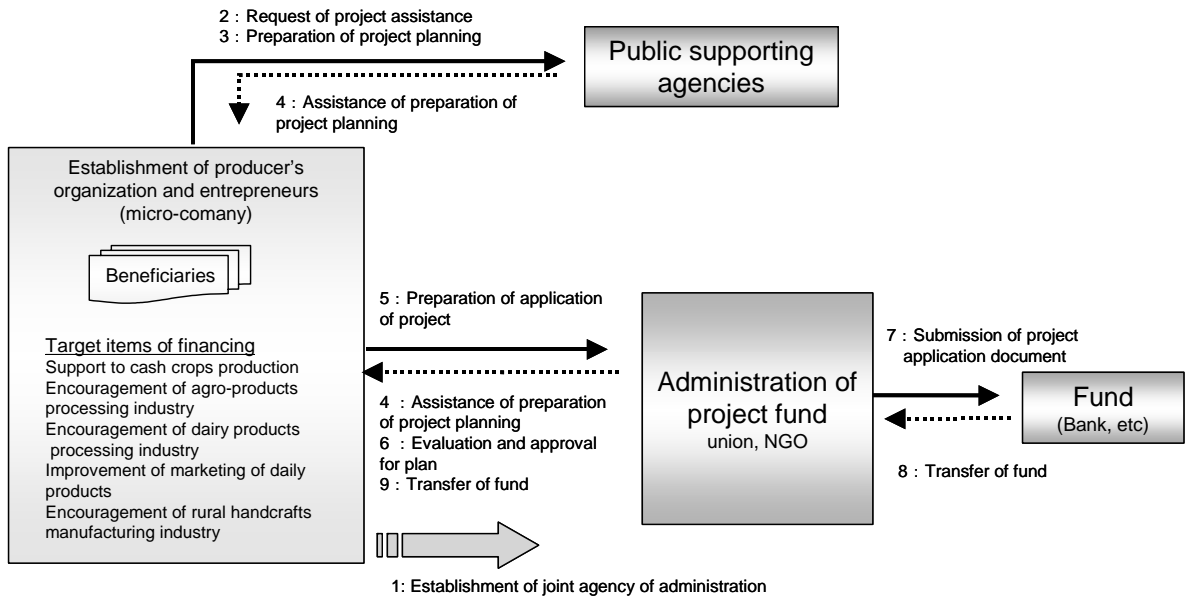 2 : Request of project assistance
3 : Preparation of project planning
Public supporting
agencies
4 : Assistance of preparation of
project planning
Establishment of producer's
organization and entrepreneurs
(micro-comany)
Beneficiaries
Target items of financing
Support to cash crops production
Encouragement of agro-products
processing industry
Encouragement of dairy products
processing industry
Improvement of marketing of daily
products
Encouragement of rural handcrafts
manufacturing industry
5 : Preparation of application
of project
4 : Assistance of preparation
of project planning
6 : Evaluation and approval
for plan
9 : Transfer of fund
1: Establishment of joint agency of administration
Administration of
project fund
union, NGO
7 : Submission of project
application document
Fund
(Bank, etc)
8 : Transfer of fund